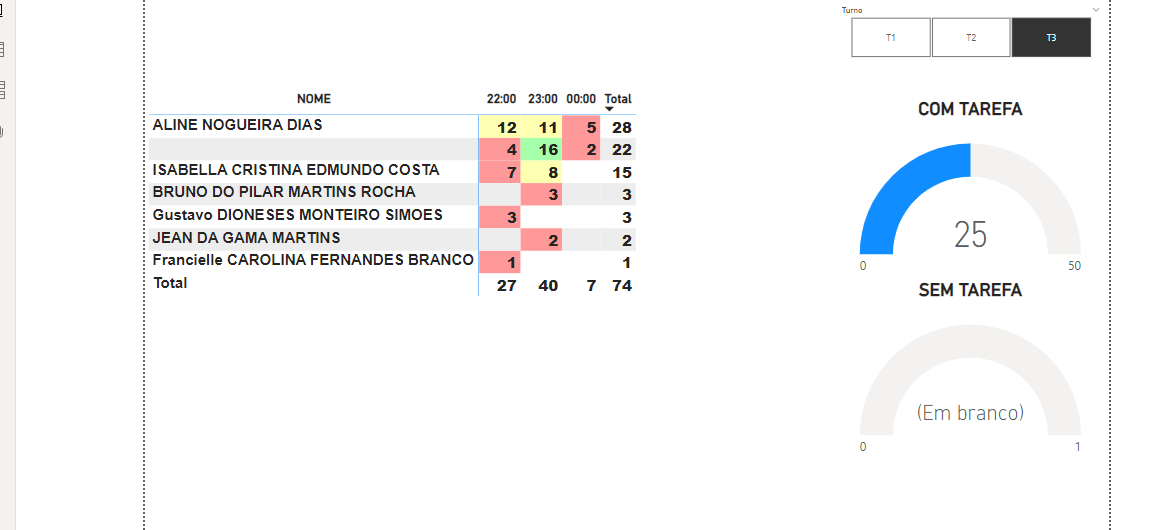 Turno
T1 T2 T3
NOME 22:00 23:00 00:00 Total
COM TAREFA
ALINE NOGUEIRA DIAS 12 11 5 28
4 16 2 22
ISABELLA CRISTINA EDMUNDO COSTA 7 8 15
BRUNO DO PILAR MARTINS ROCHA 3 3
Gustavo DIONESES MONTEIRO SIMOES 3 3
JEAN DA GAMA MARTINS 2 2
Francielle CAROLINA FERNANDES BRANCO 1 1
Total 27 40 7 74
25
0 50
SEM TAREFA
(Em branco)
0 1